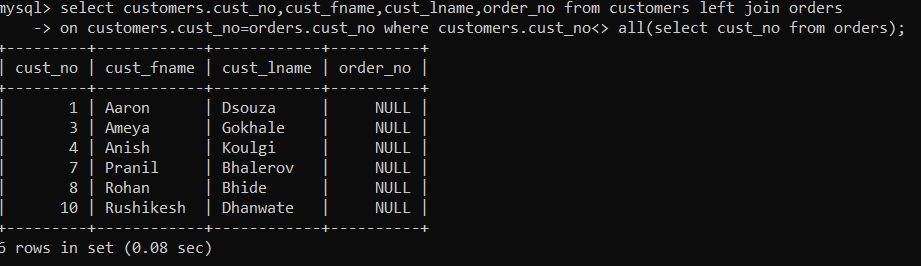 mysql> select customers.cust_no,cust_fname,cust_lname,order_no from customers left join orders
    -> on customers.cust_no=orders.cust_no where customers.cust_no<> all(select cust_no from orders);
+---------+------------+------------+----------+
| cust_no | cust_fname | cust_lname | order_no |
+---------+------------+------------+----------+
|       1 | Aaron      | Dsouza     |     NULL |
|       3 | Ameya      | Gokhale    |     NULL |
|       4 | Anish      | Koulgi     |     NULL |
|       7 | Pranil     | Bhalerov   |     NULL |
|       8 | Rohan      | Bhide      |     NULL |
|      10 | Rushikesh  | Dhanwate   |     NULL |
+---------+------------+------------+----------+
6 rows in set (0.08 sec)